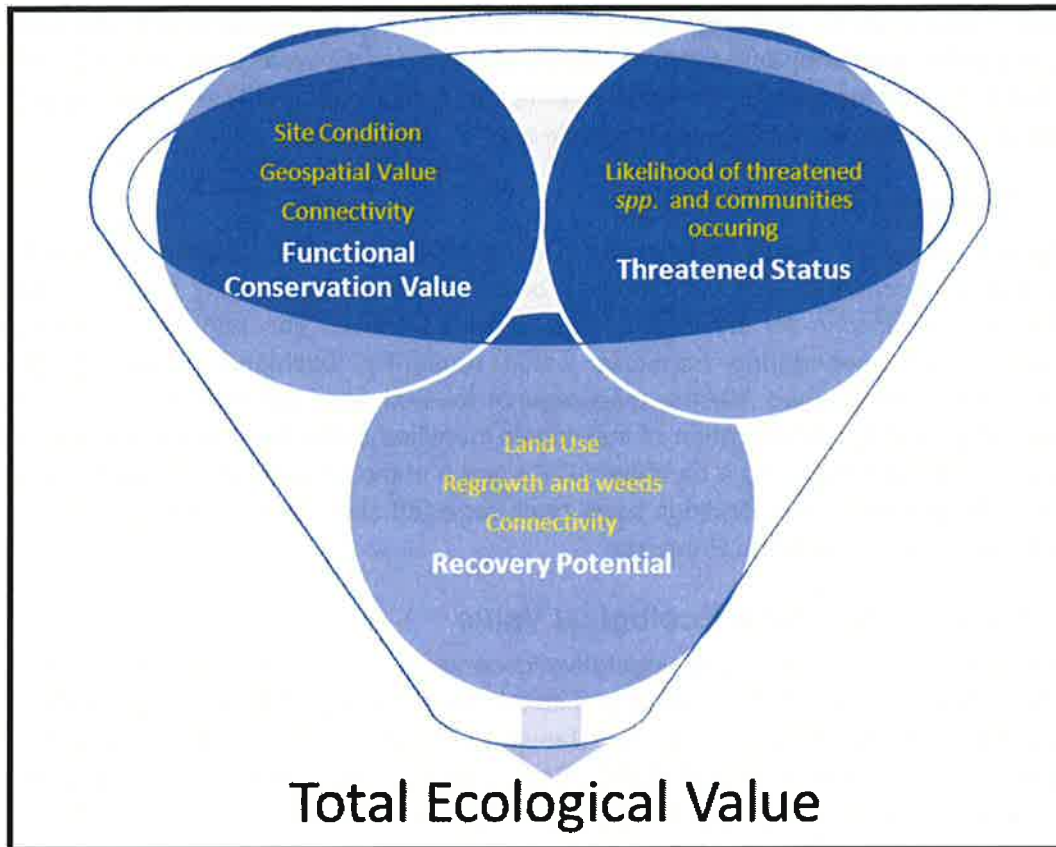 Site Condition
Geospatial Value
Connectivity
Functional
Conservation Value
Likelihood of threatened
spp. and communities
occuring
Threatened Status
Land Use
Regrowth and weeds
Connectivity
Recovery Potential
Total Ecological Value